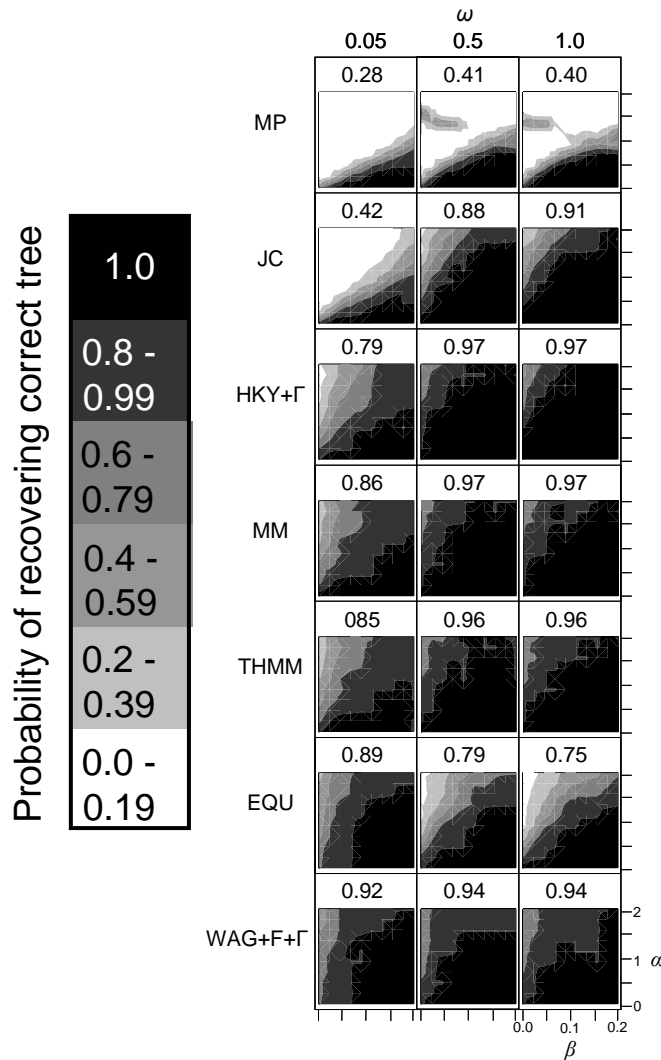 ω
0.05 0.5 1.0
MP
0.28 0.41 0.40
JC
0.42 0.88 0.91
HKY+Γ
0.79 0.97 0.97
MM
0.86 0.97 0.97
THMM
085 0.96 0.96
EQU
0.89 0.79 0.75
WAG+F+Γ
0.92 0.94 0.94
2
1
0
α
0.0 0.1 0.2
β
Probability of recovering correct tree
1.0
0.8 -
0.99
0.6 -
0.79
0.4 -
0.59
0.2 -
0.39
0.0 -
0.19